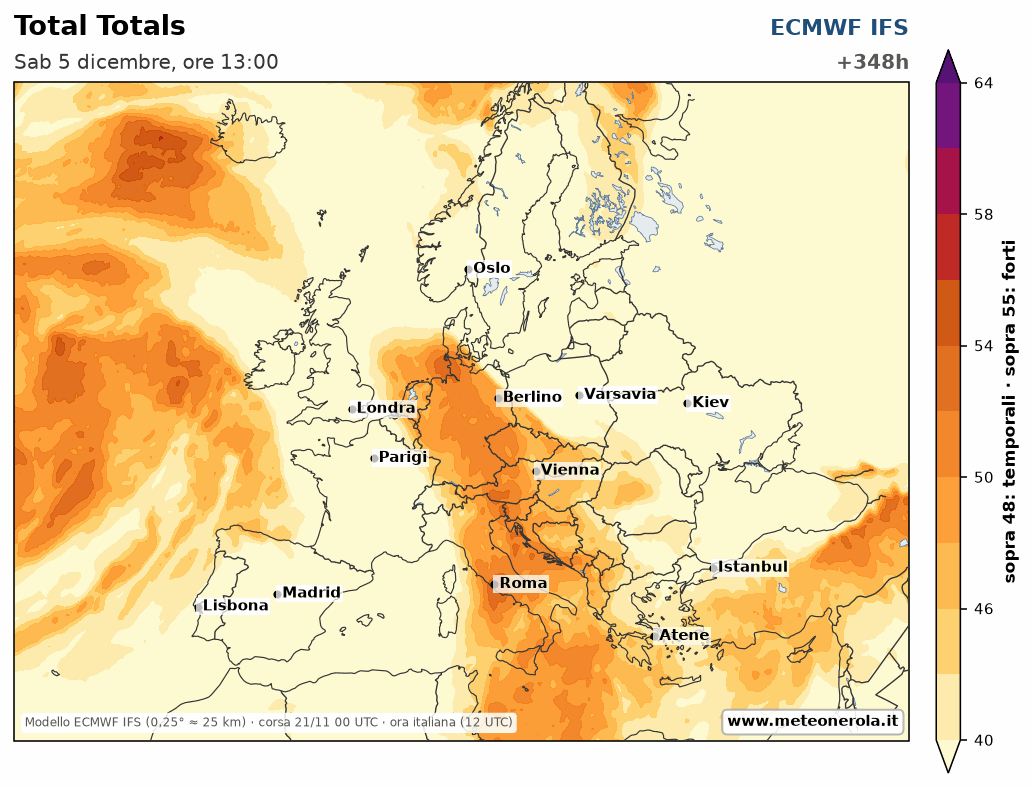 Total Totals
ECMWF IFS
Sab 5 dicembre, ore 13:00
+348h
Oslo
Londra
Berlino
Varsavia
Kiev
Parigi
Vienna
Istanbul
Roma
Madrid
Lisbona
Atene
Modello ECMWF IFS (0,25° ≈ 25 km) · corsa 21/11 00 UTC · ora italiana (12 UTC)
www.meteonerola.it
64
58
54
50
46
40
sopra 48: temporali · sopra 55: forti